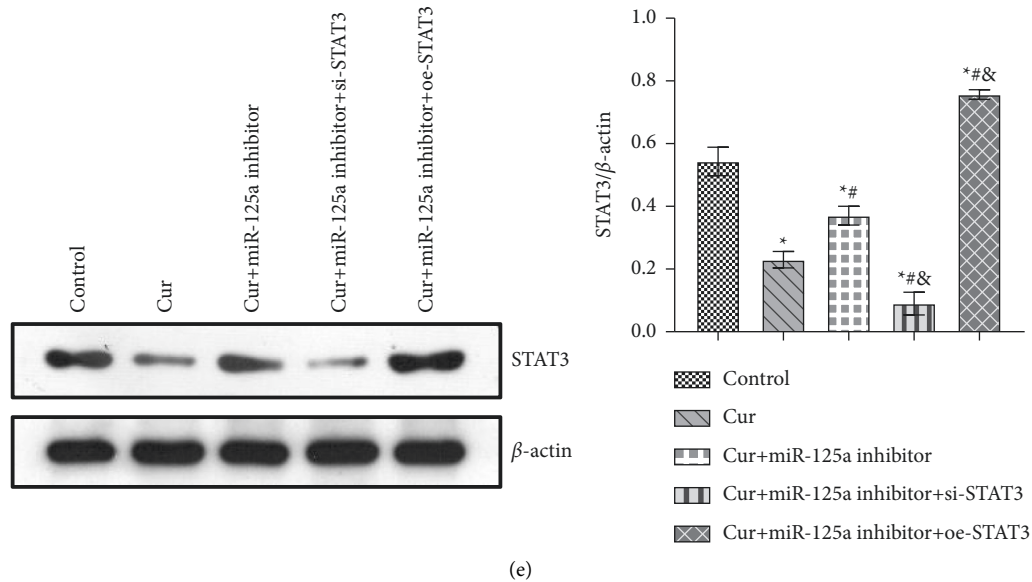 Control
Cur
Cur+miR-125a inhibitor
Cur+miR-125a inhibitor+si-STAT3
Cur+miR-125a inhibitor+oe-STAT3
STAT3
β-actin
STAT3/β-actin
1.0
0.8
0.6
0.4
0.2
0.0
*
*#
*#&
*#&
Control
Cur
Cur+miR-125a inhibitor
Cur+miR-125a inhibitor+si-STAT3
Cur+miR-125a inhibitor+oe-STAT3
(e)